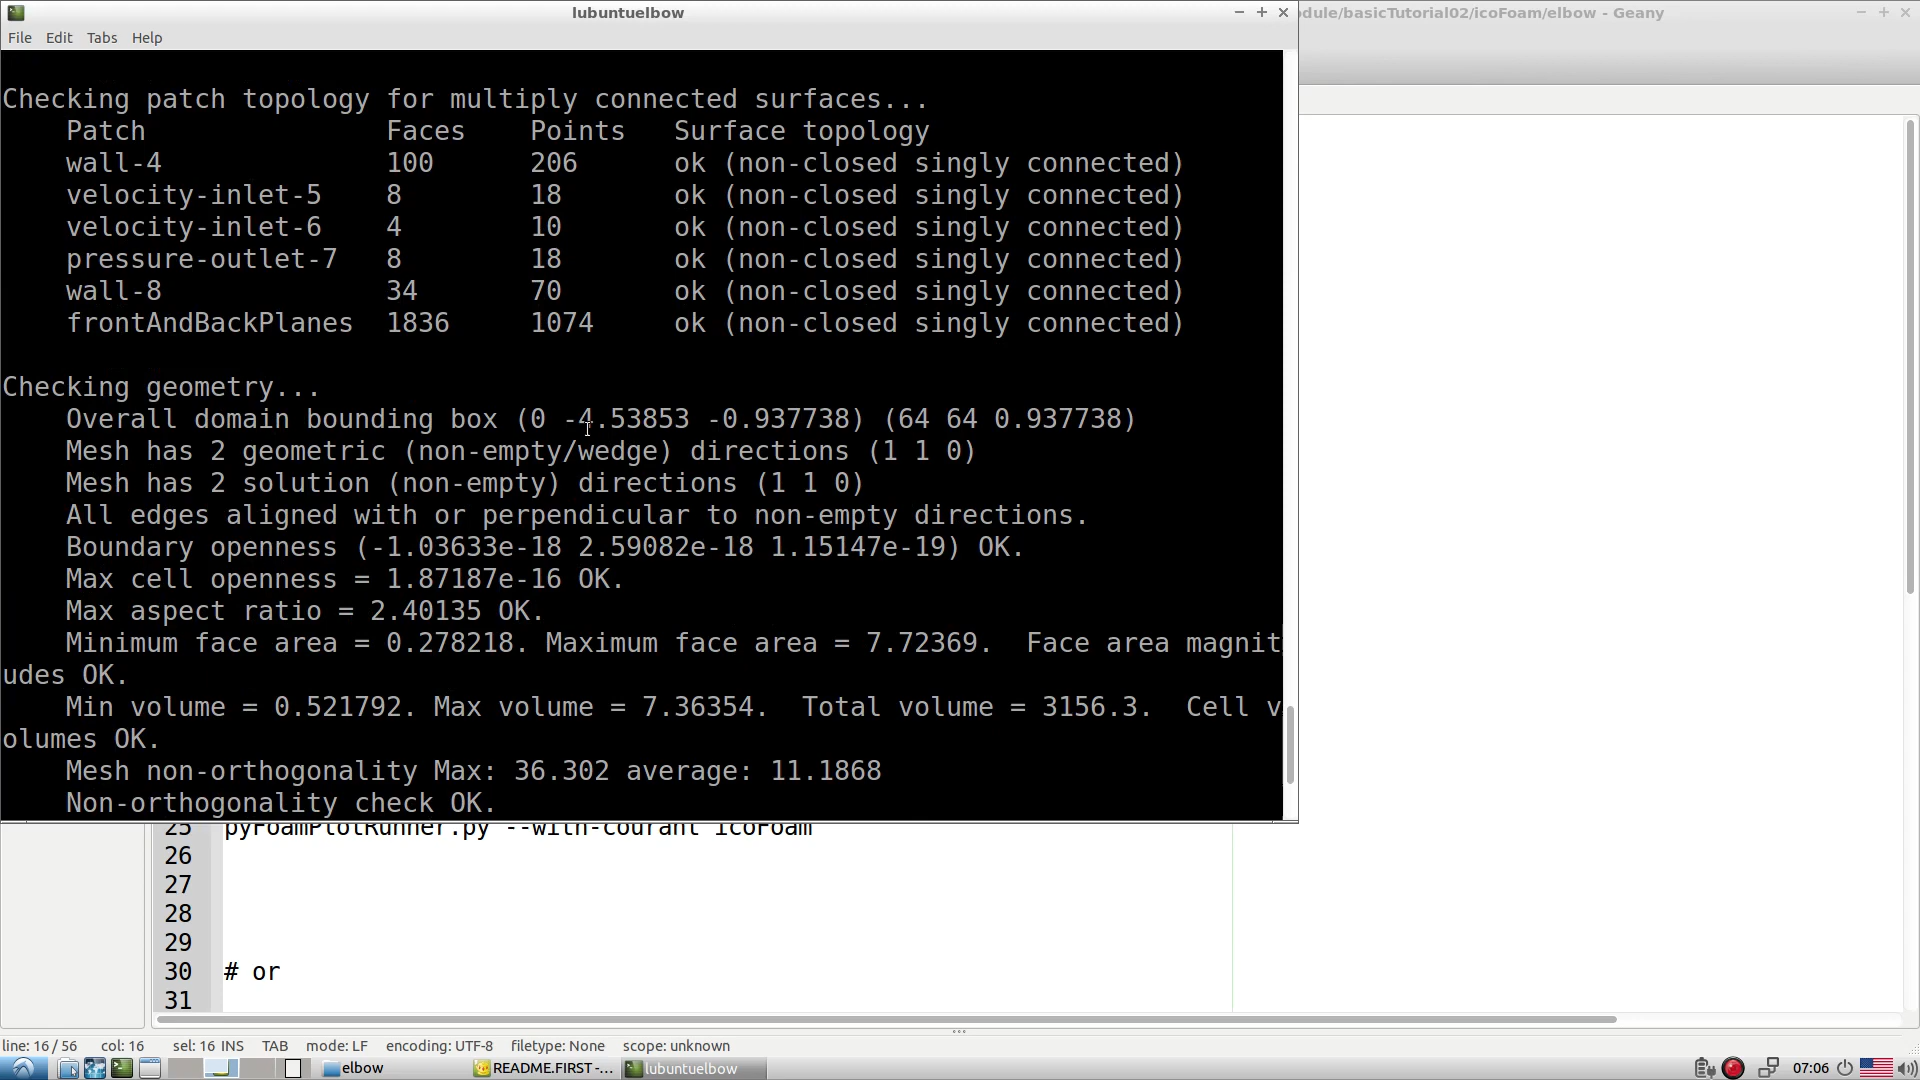 lubuntuelbow
dule/basicTutorial02/icoFoam/elbow - Geany
File Edit Tabs Help
Checking patch topology for multiply connected surfaces...
Patch Faces Points Surface topology
wall-4 100 206 ok (non-closed singly connected)
velocity-inlet-5 8 18 ok (non-closed singly connected)
velocity-inlet-6 4 10 ok (non-closed singly connected)
pressure-outlet-7 8 18 ok (non-closed singly connected)
wall-8 34 70 ok (non-closed singly connected)
frontAndBackPlanes 1836 1074 ok (non-closed singly connected)
Checking geometry...
Overall domain bounding box (0 -4.53853 -0.937738) (64 64 0.937738)
Mesh has 2 geometric (non-empty/wedge) directions (1 1 0)
Mesh has 2 solution (non-empty) directions (1 1 0)
All edges aligned with or perpendicular to non-empty directions.
Boundary openness (-1.03633e-18 2.59082e-18 1.15147e-19) OK.
Max cell openness = 1.87187e-16 OK.
Max aspect ratio = 2.40135 OK.
Minimum face area = 0.278218. Maximum face area = 7.72369.  Face area magnit
udes OK.
Min volume = 0.521792. Max volume = 7.36354.  Total volume = 3156.3.  Cell v
olumes OK.
Mesh non-orthogonality Max: 36.302 average: 11.1868
Non-orthogonality check OK.
25 pyFoamPlotRunner.py --with-courant icoFoam
26
27
28
29
30 # or
31
line: 16 / 56 col: 16 sel: 16 INS TAB mode: LF encoding: UTF-8 filetype: None scope: unknown
elbow README.FIRST -... lubuntuelbow 07:06